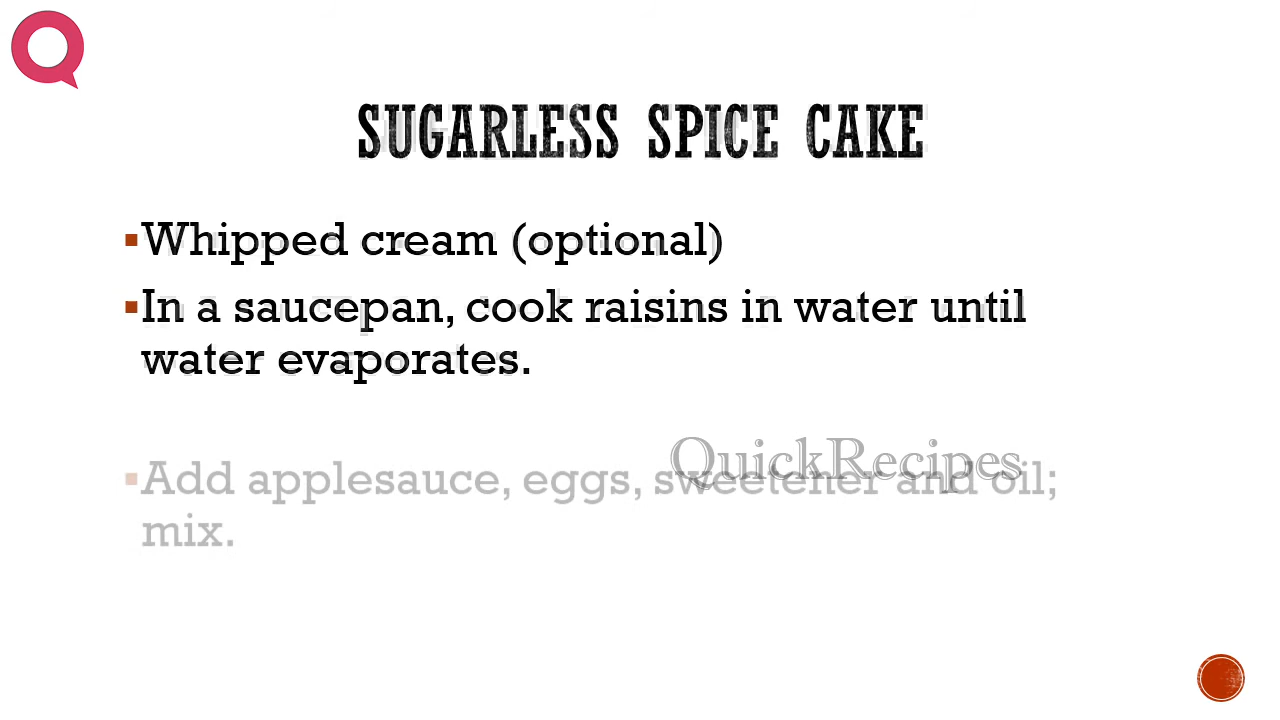 SUGARLESS SPICE CAKE
Whipped cream (optional)
In a saucepan, cook raisins in water until
water evaporates.
QuickRecipes
Add applesauce, eggs, sweetener and oil;
mix.